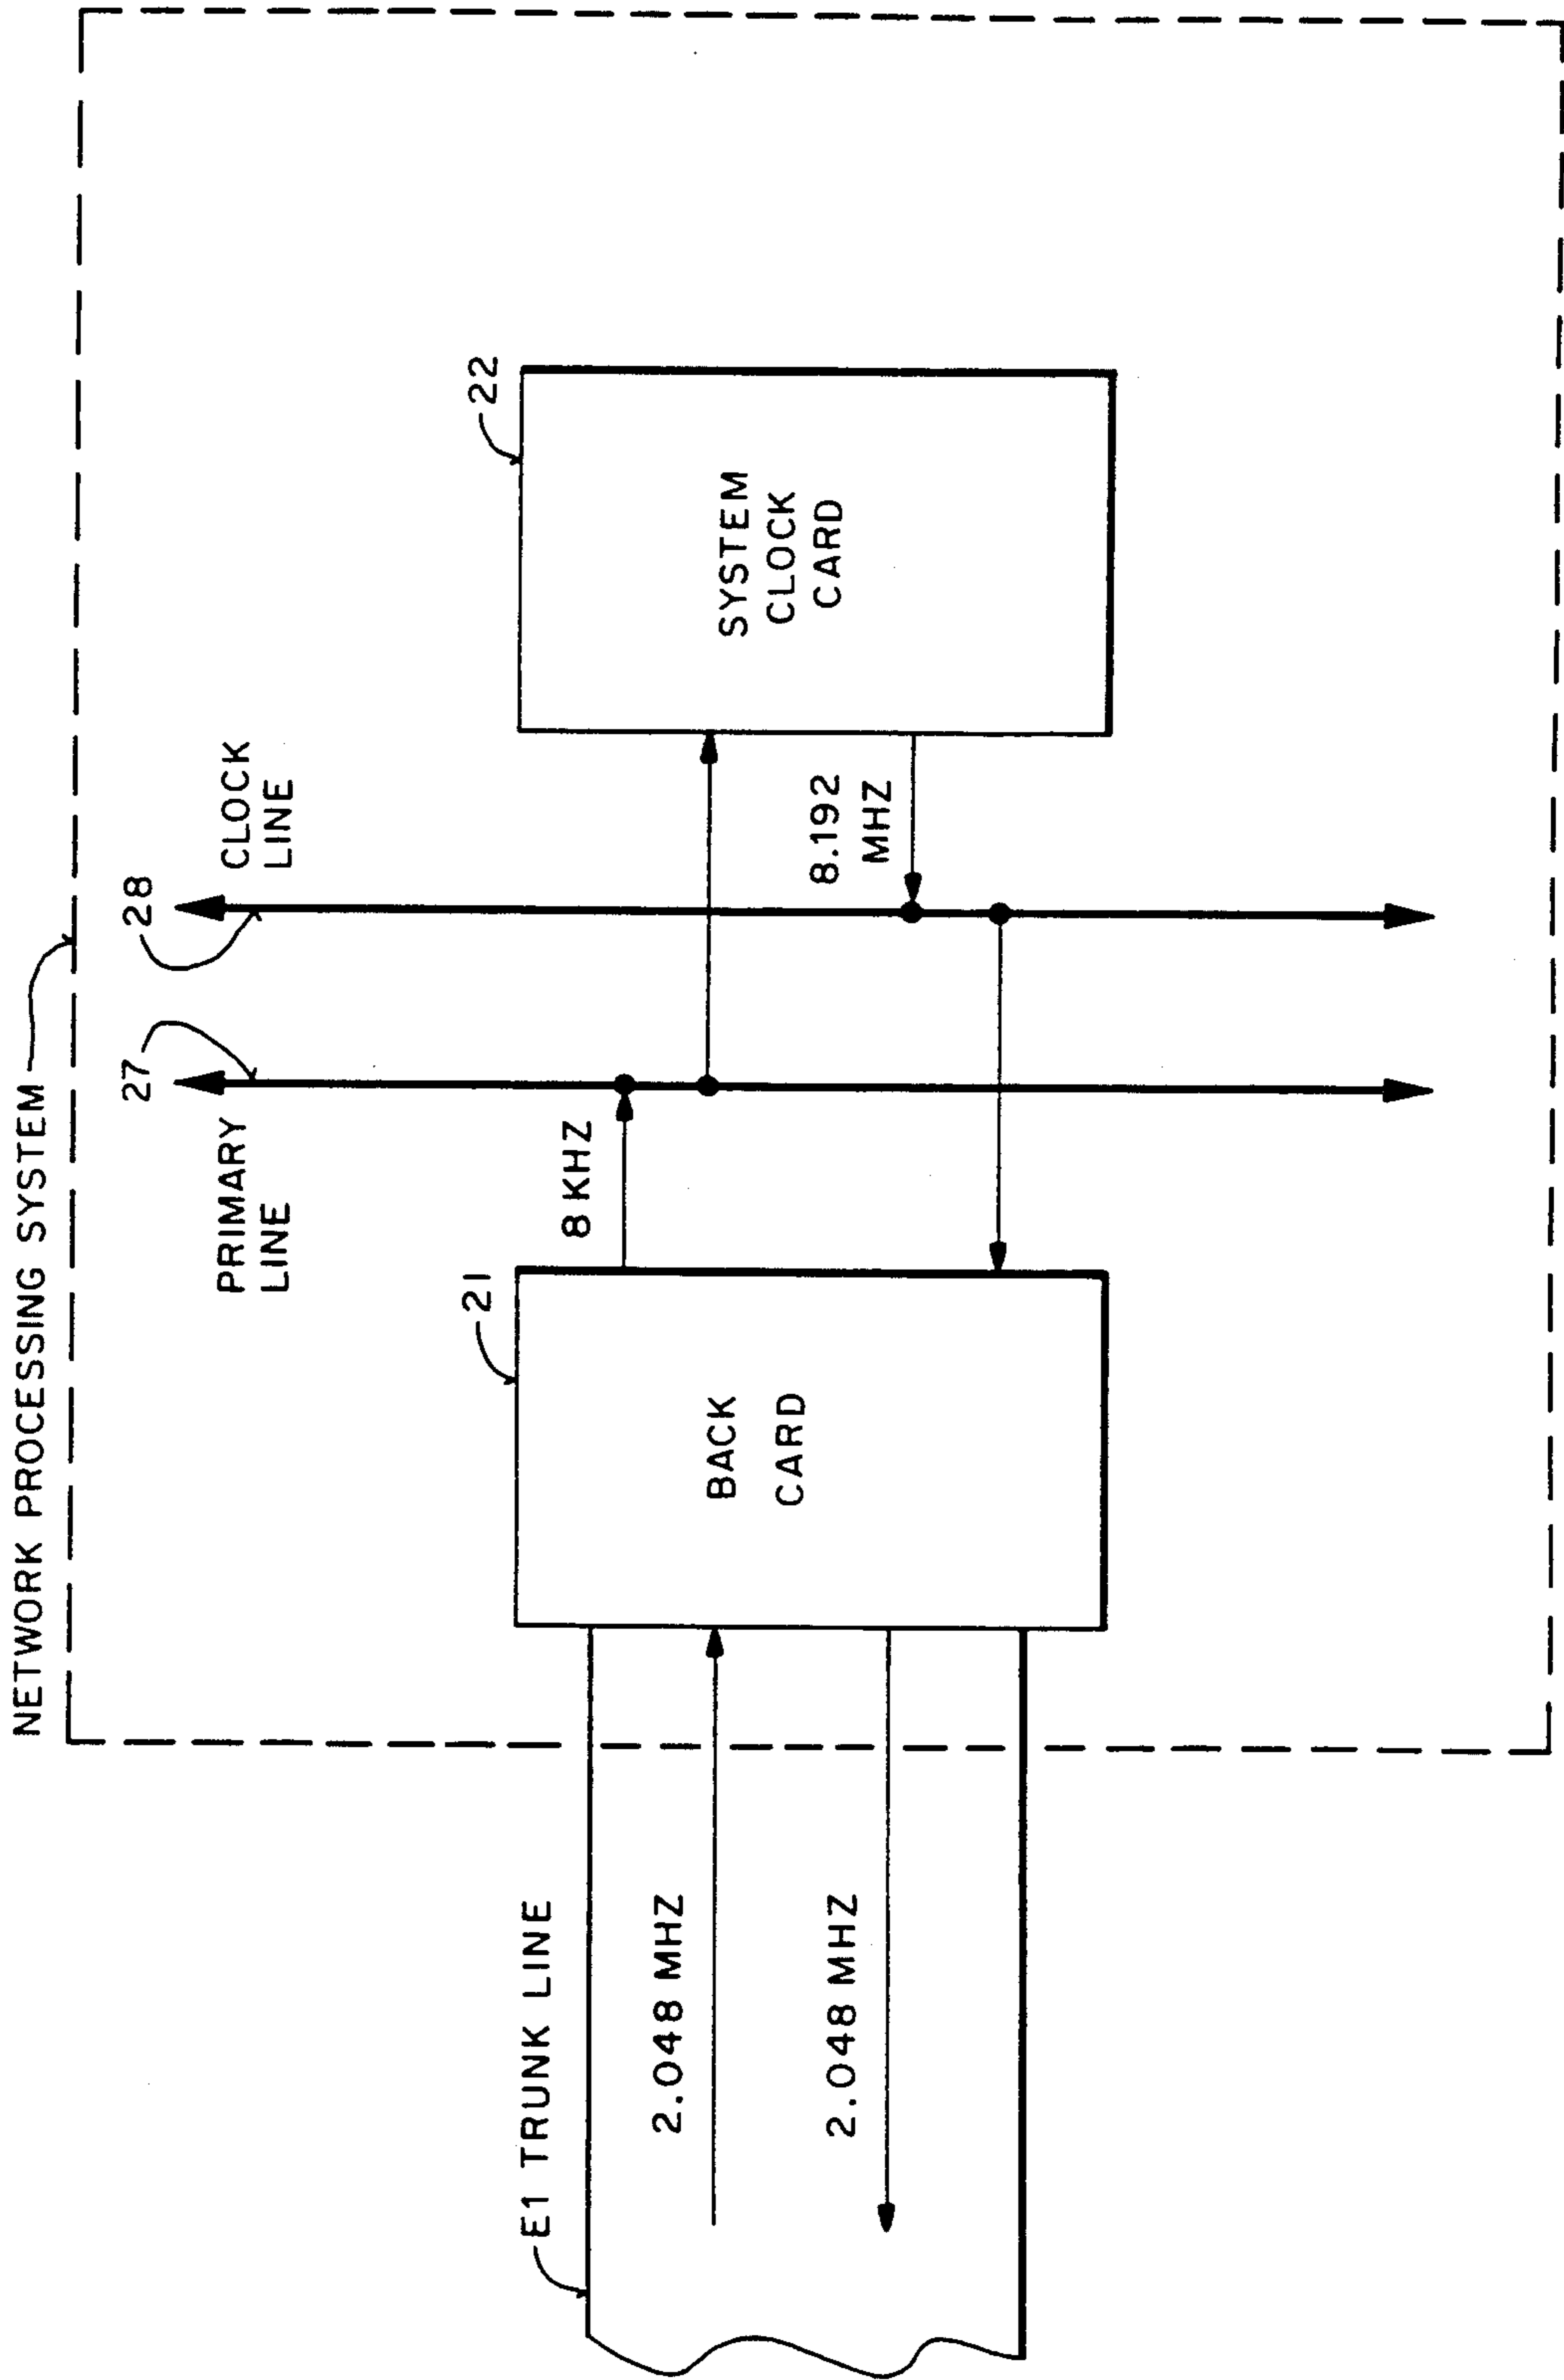 NETWORK PROCESSING SYSTEM
PRIMARY
LINE
27
28
CLOCK
LINE
E1 TRUNK LINE
21
22
8 KHZ
2.048 MHZ
BACK
CARD
SYSTEM
CLOCK
CARD
2.048 MHZ
8.192
MHZ